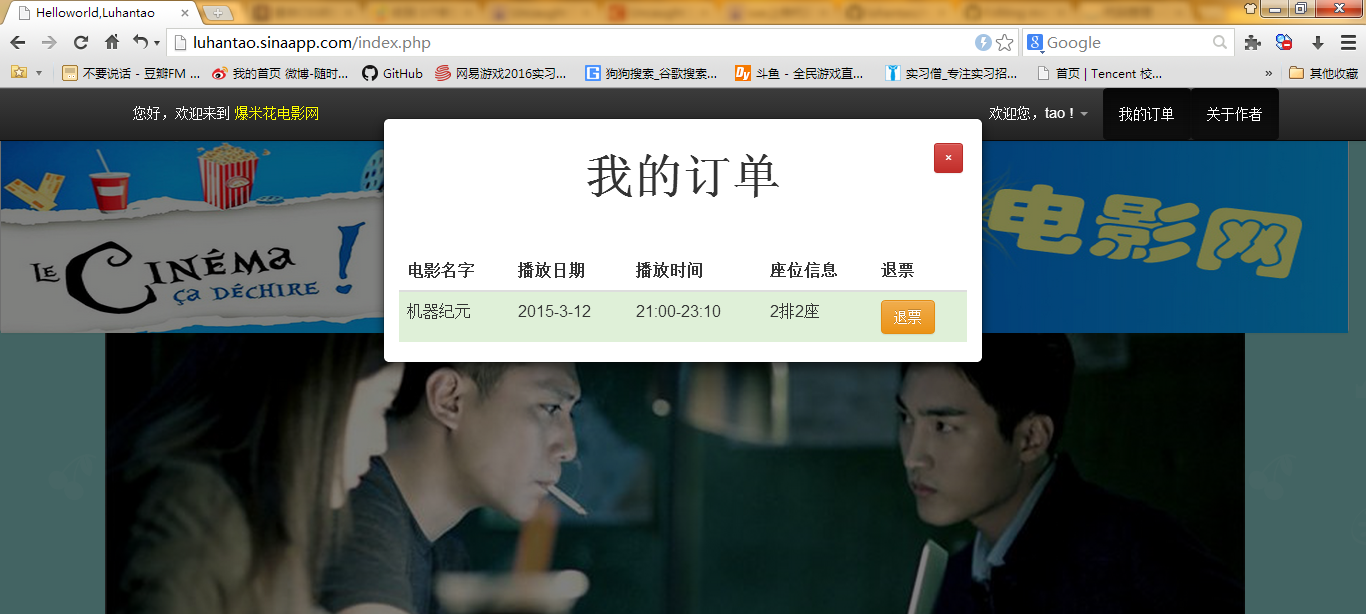 Helloworld,Luhantao
luhantao.sinaapp.com/index.php
Google
不要说话 - 豆瓣FM ...
我的首页 微博-随时...
GitHub
网易游戏2016实习...
狗狗搜索_谷歌搜索...
斗鱼 - 全民游戏直...
实习僧_专注实习招...
首页 | Tencent 校...
»
其他收藏
您好，欢迎来到 爆米花电影网
欢迎您，tao !
我的订单
关于作者
我的订单
×
电影名字 播放日期 播放时间 座位信息 退票
机器纪元 2015-3-12 21:00-23:10 2排2座 退票
LE CINÉMA
ça DÉCHIRE !
电影网